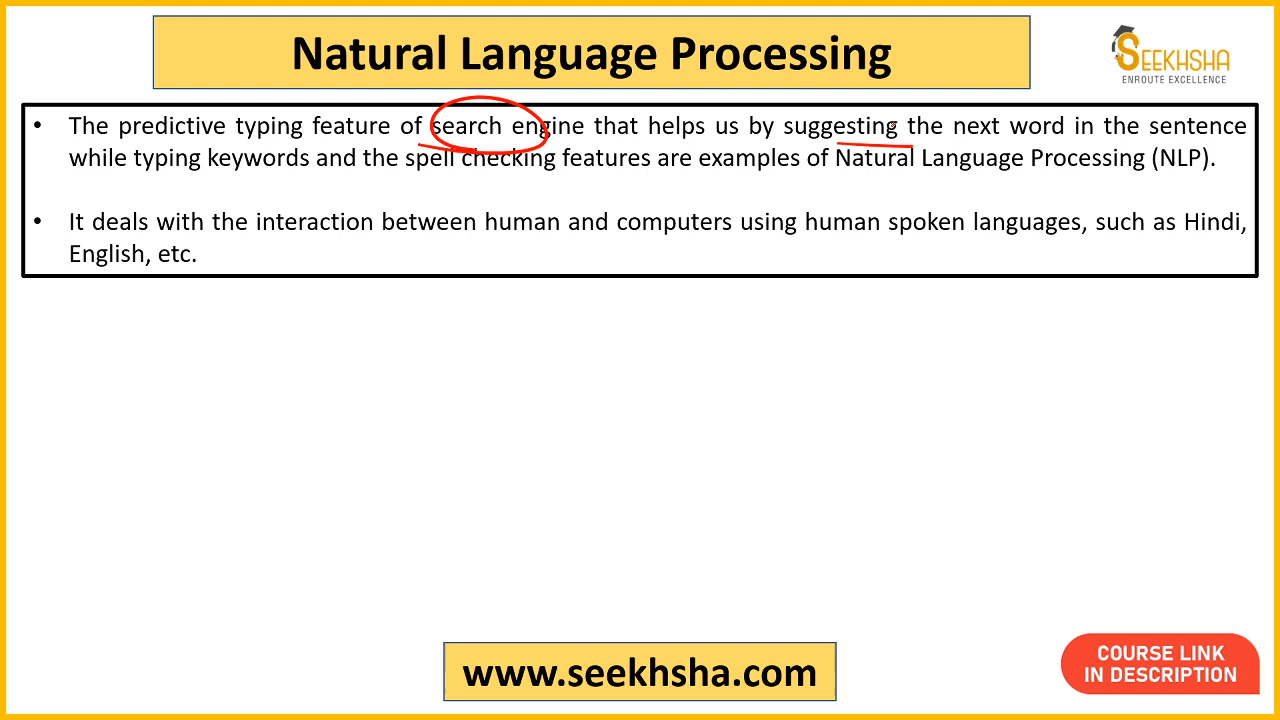 Natural Language Processing
SEEKHSHA
ENROUTE EXCELLENCE
• The predictive typing feature of search engine that helps us by suggesting the next word in the sentence
while typing keywords and the spell checking features are examples of Natural Language Processing (NLP).
• It deals with the interaction between human and computers using human spoken languages, such as Hindi,
English, etc.
www.seekhsha.com
COURSE LINK
IN DESCRIPTION